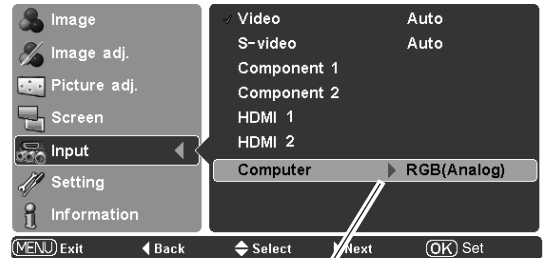 Image
Image adj.
Picture adj.
Screen
Input
Setting
Information
Video Auto
S-video Auto
Component 1
Component 2
HDMI 1
HDMI 2
Computer RGB(Analog)
MENU Exit Back Select Next OK Set